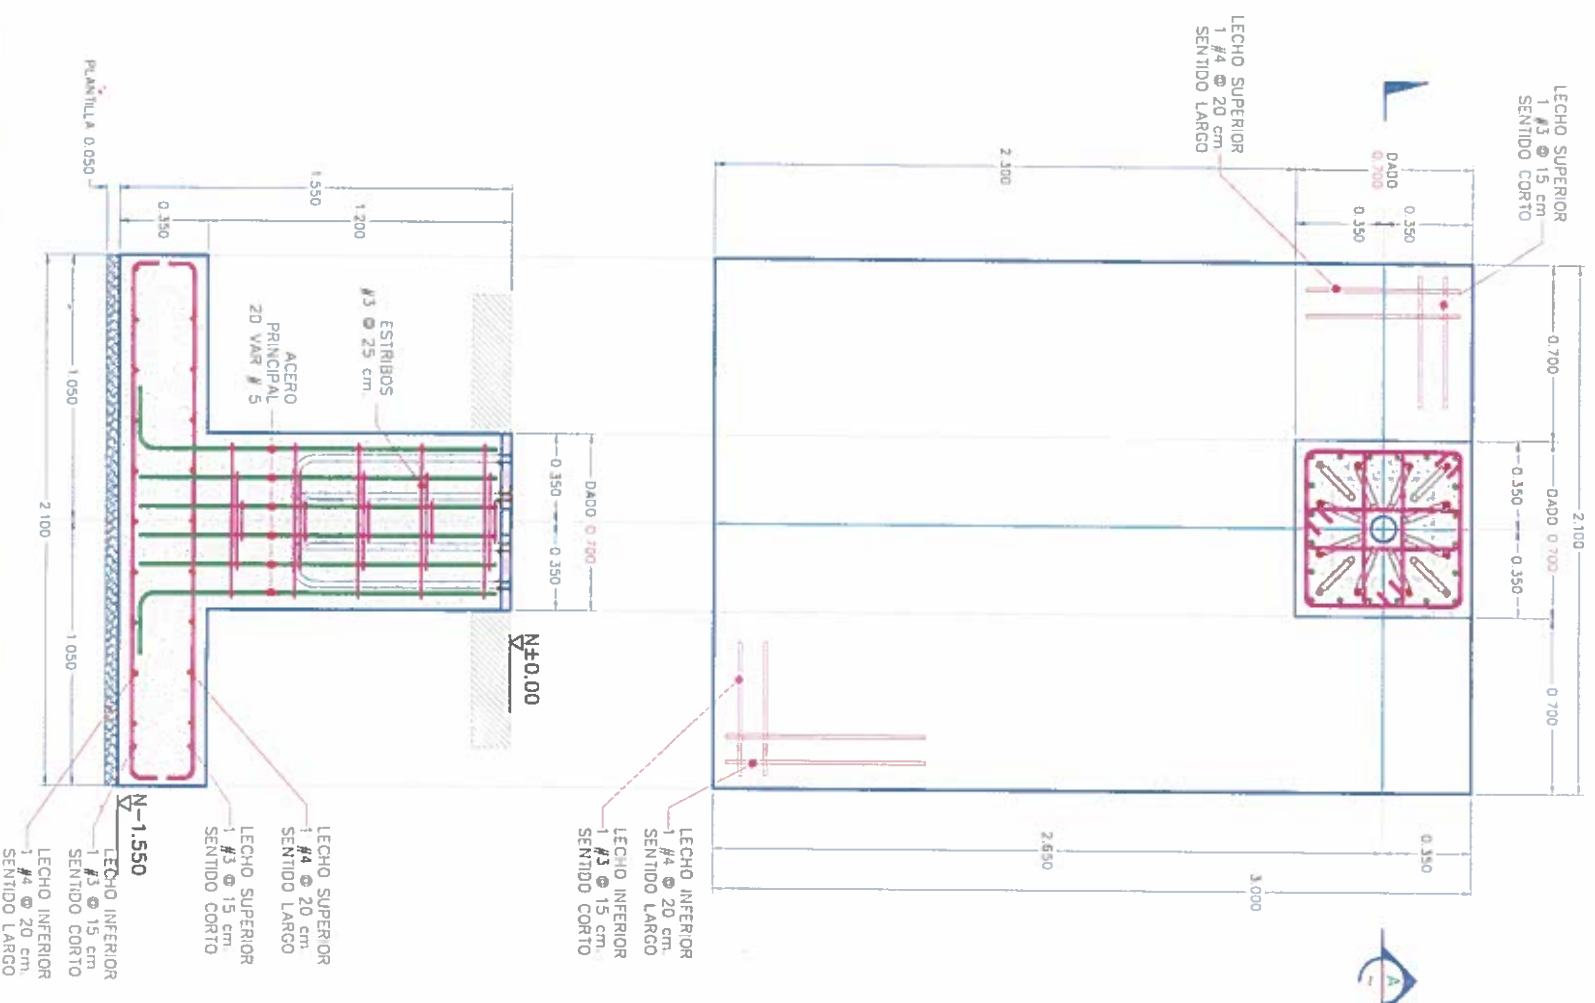 LECHO SUPERIOR
1 #3 @ 15 cm
SENTIDO CORTO
LECHO SUPERIOR
1 #4 @ 20 cm
SENTIDO LARGO
DADO
0.700
0.350
0.350
2.300
2.100
0.700
DADO 0.700
0.700
0.350
0.350
0.350
2.650
3.000
A
LECHO INFERIOR
1 #4 @ 20 cm.
SENTIDO LARGO
LECHO INFERIOR
1 #3 @ 15 cm.
SENTIDO CORTO
DADO 0.700
0.350
0.350
N±0.00
1.550
1.200
0.350
PLANTILLA 0.050
ESTRIBOS
#3 @ 25 cm.
ACERO
PRINCIPAL
20 VAR # 5
1.050
1.050
2.100
N-1.550
LECHO SUPERIOR
1 #4 @ 20 cm.
SENTIDO LARGO
LECHO SUPERIOR
1 #3 @ 15 cm.
SENTIDO CORTO
LECHO INFERIOR
1 #3 @ 15 cm
SENTIDO CORTO
LECHO INFERIOR
1 #4 @ 20 cm.
SENTIDO LARGO